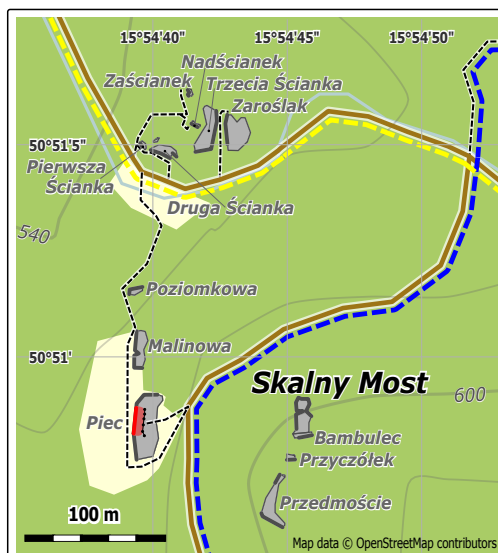 15°54'40"
15°54'45"
15°54'50"
Nadścianek
Zaścianek
Trzecia Ścianka
Zaroślak
50°51'5"
Pierwsza
Ścianka
Druga Ścianka
540
Poziomkowa
50°51'
Malinowa
Skalny Most
600
Piec
Bambulec
Przyczółek
Przedmoście
100 m
Map data © OpenStreetMap contributors